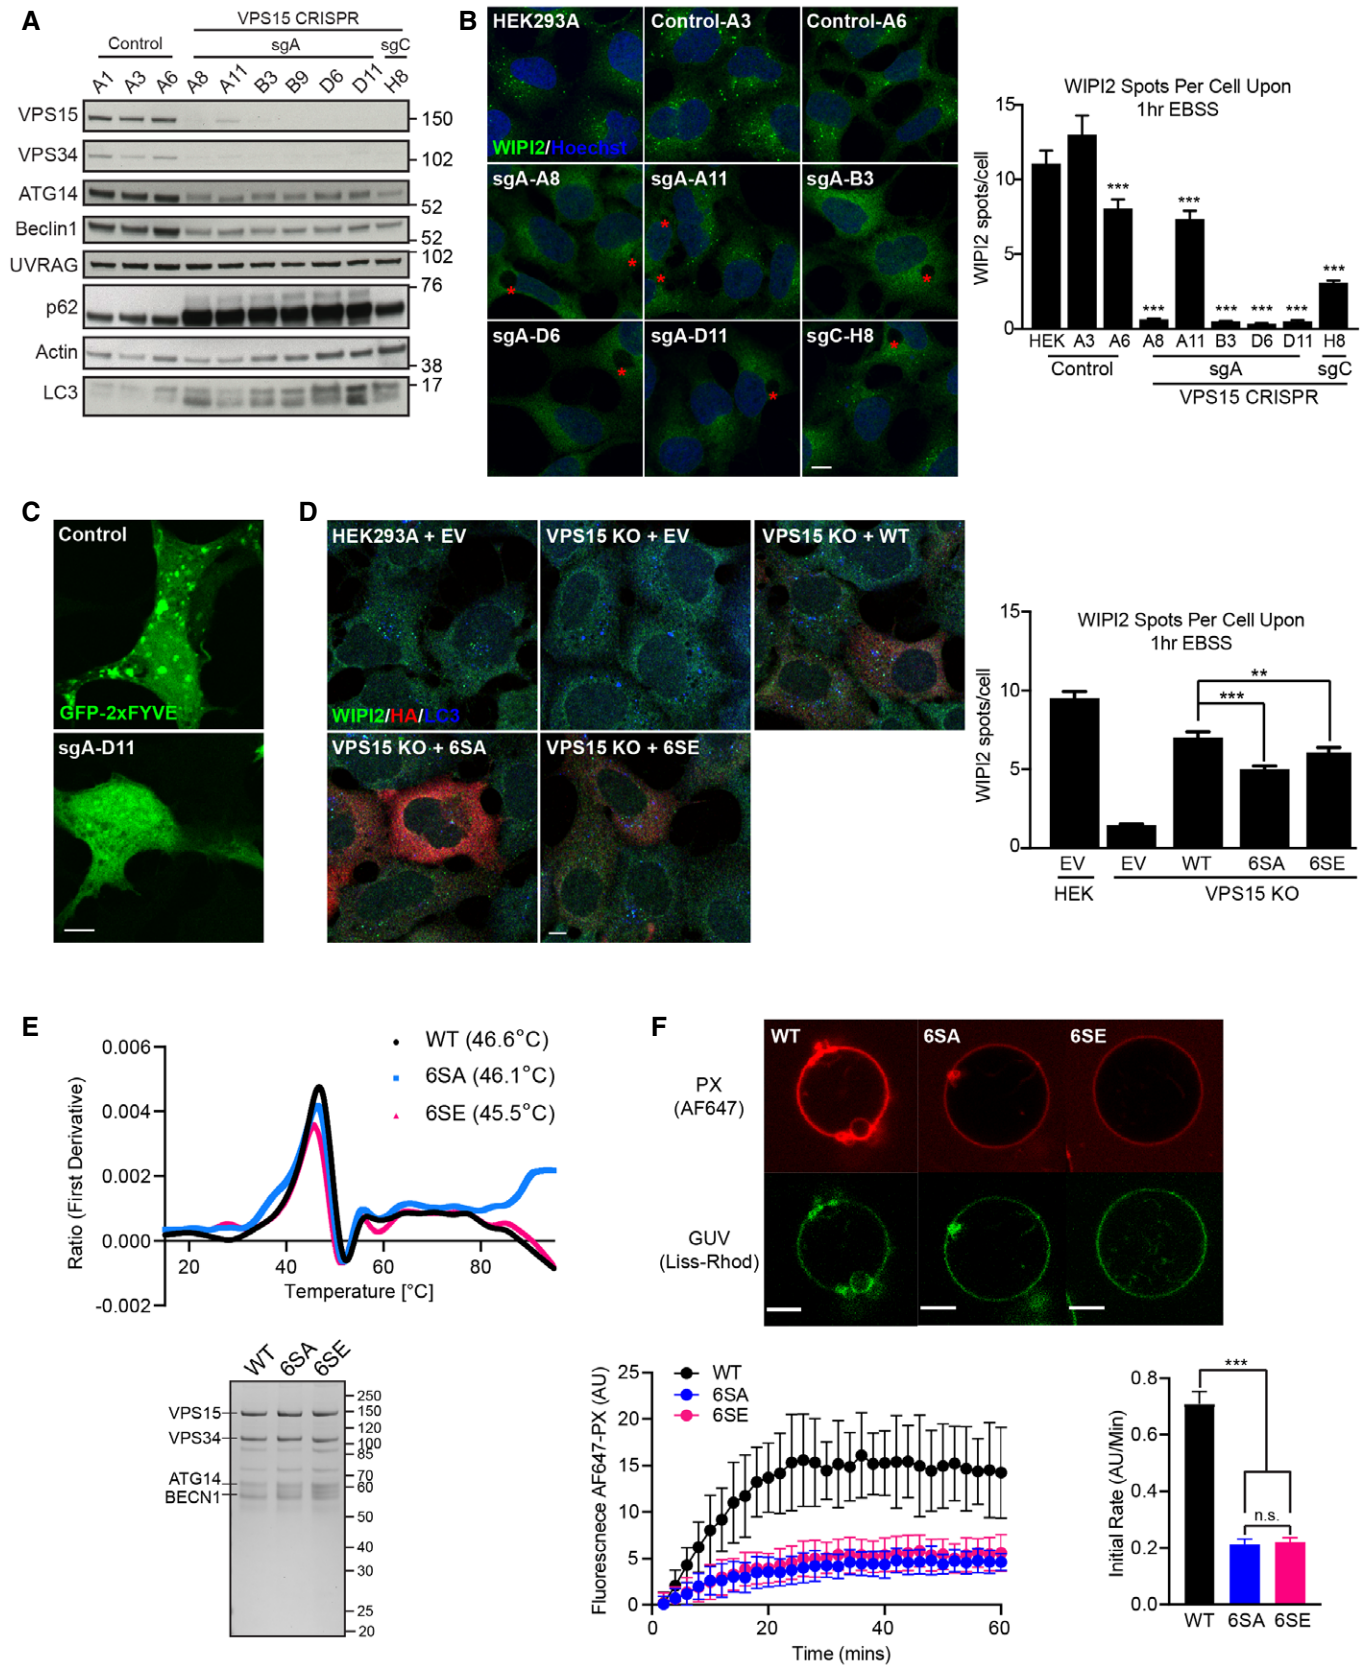 A
VPS15 CRISPR
Control
sgA
sgC
A1 A3 A6 A8 A11 B3 B9 D6 D11 H8
VPS15
150
VPS34
102
ATG14
52
Beclin1
52
UVRAG
102
76
p62
Actin
38
LC3
17
B
HEK293A
Control-A3
Control-A6
WIPI2/Hoechst
sgA-A8
sgA-A11
sgA-B3
*
*
*
*
*
sgA-D6
sgA-D11
sgC-H8
*
*
*
WIPI2 Spots Per Cell Upon
1hr EBSS
WIPI2 spots/cell
15
10
5
0
*** *** *** *** *** *** ***
HEK A3 A6 A8 A11 B3 D6 D11 H8
Control
sgA
sgC
VPS15 CRISPR
C
Control
GFP-2xFYVE
sgA-D11
D
HEK293A + EV
VPS15 KO + EV
VPS15 KO + WT
WIPI2/HA/LC3
VPS15 KO + 6SA
VPS15 KO + 6SE
WIPI2 Spots Per Cell Upon
1hr EBSS
WIPI2 spots/cell
15
10
5
0
**
***
EV EV WT 6SA 6SE
HEK
VPS15 KO
E
WT (46.6°C)
6SA (46.1°C)
6SE (45.5°C)
Ratio (First Derivative)
0.006
0.004
0.002
0.000
-0.002
20 40 60 80
Temperature [°C]
WT 6SA 6SE
VPS15
VPS34
ATG14
BECN1
250
150
120
100
85
70
60
50
40
30
25
20
F
WT
6SA
6SE
PX
(AF647)
GUV
(Liss-Rhod)
Fluorescnece AF647-PX (AU)
25
20
15
10
5
0
WT
6SA
6SE
0 20 40 60
Time (mins)
Initial Rate (AU/Min)
0.8
0.6
0.4
0.2
0.0
***
n.s.
WT 6SA 6SE